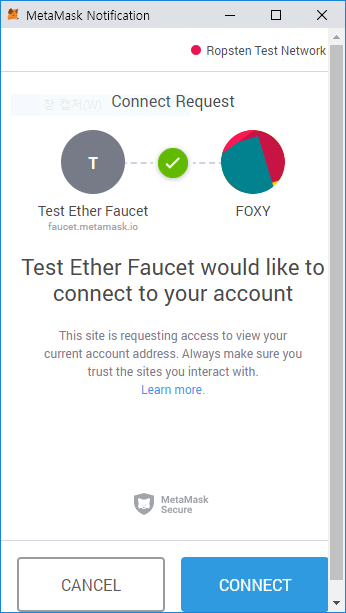 MetaMask Notification
Ropsten Test Network
창 캡처(W)
Connect Request
T
Test Ether Faucet
faucet.metamask.io
FOXY
Test Ether Faucet would like to
connect to your account
This site is requesting access to view your
current account address. Always make sure you
trust the sites you interact with.
Learn more.
MetaMask
Secure
CANCEL
CONNECT